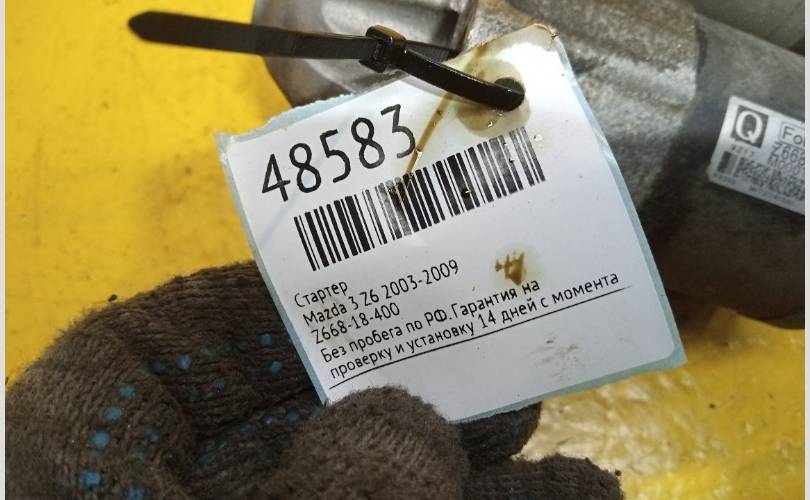 48583
Стартер
Mazda 3 Z6 2003-2009
Z668-18-400
Без пробега по РФ.Гарантия на
проверку и установку 14 дней с момента
Q